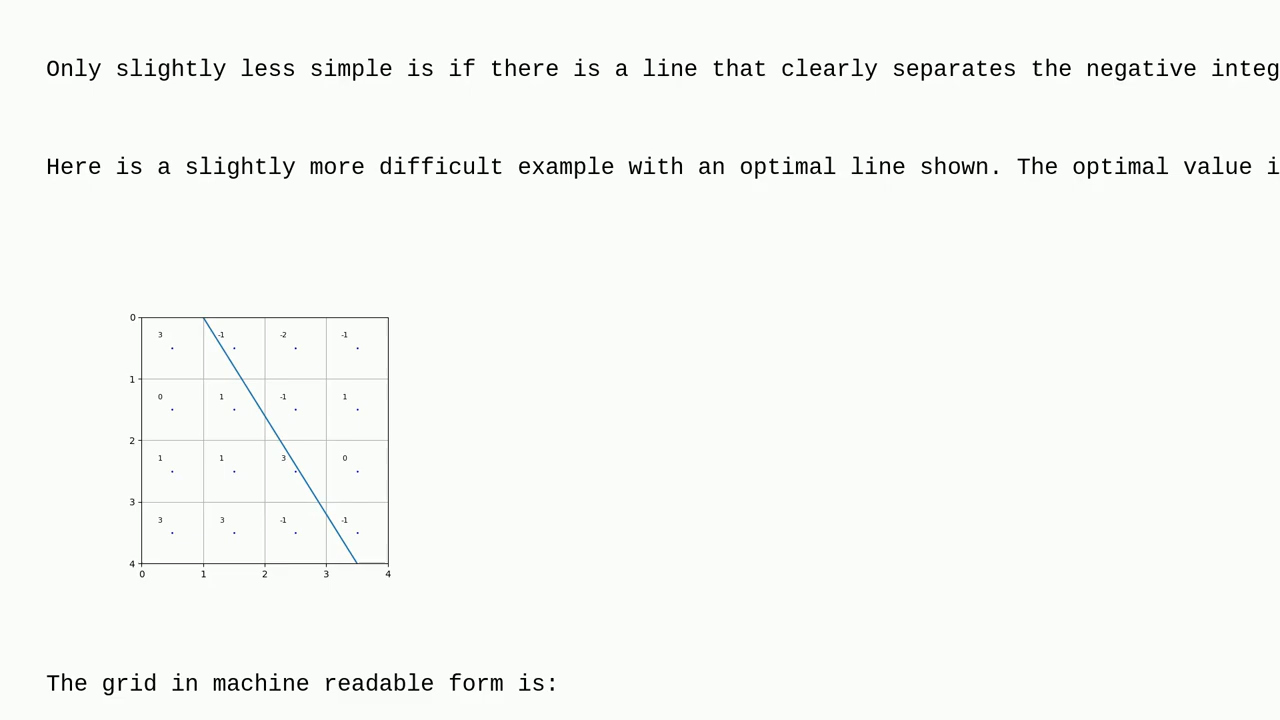 Only slightly less simple is if there is a line that clearly separates the negative integ
Here is a slightly more difficult example with an optimal line shown. The optimal value i
0
3 -1 -2 -1
1
0 1 -1 1
2
1 1 3 0
3
3 3 -1 -1
4
0 1 2 3 4
The grid in machine readable form is: